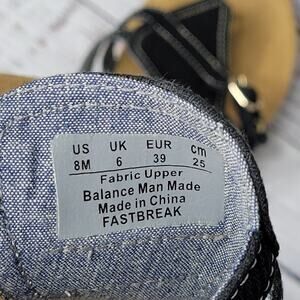 US UK EUR cm
8M 6 39 25
Fabric Upper
Balance Man Made
Made in China
FASTBREAK